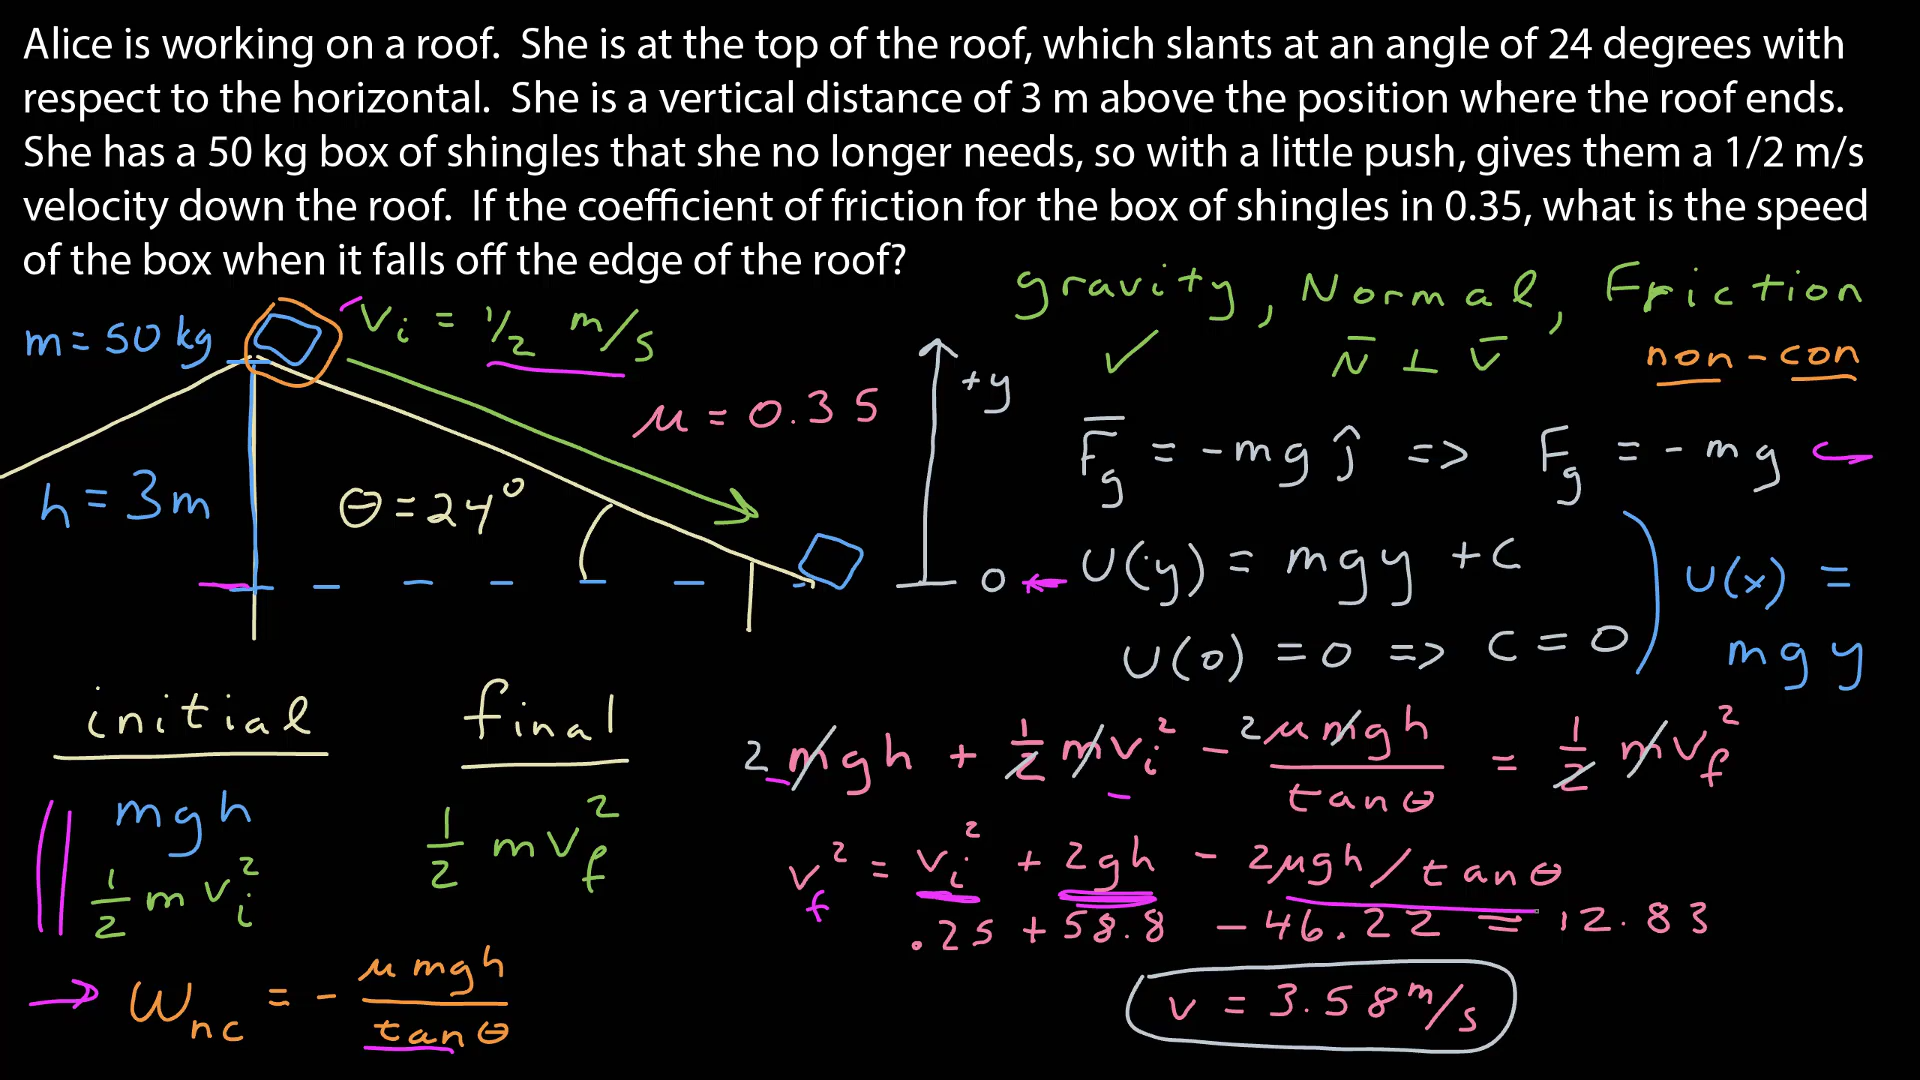 Alice is working on a roof. She is at the top of the roof, which slants at an angle of 24 degrees with
respect to the horizontal. She is a vertical distance of 3 m above the position where the roof ends.
She has a 50 kg box of shingles that she no longer needs, so with a little push, gives them a 1/2 m/s
velocity down the roof. If the coefficient of friction for the box of shingles in 0.35, what is the speed
of the box when it falls off the edge of the roof?
gravity, Normal, Friction
✓ N̅ ⊥ v̅ non-con
m = 50 kg
vᵢ = 1/2 m/s
μ = 0.35
+y
h = 3m
θ = 24°
0
F̅g = -mg ĵ => Fg = -mg
U(y) = mgy + C
U(0) = 0 => C = 0
U(x) =
mgy
initial
final
mgh
1/2 mvᵢ²
1/2 mvf²
→ Wnc = - μmgh / tanθ
2 mgh + 1/2 mvᵢ² - 2 μmgh / tanθ = 1/2 mvf²
vf² = vᵢ² + 2gh - 2μgh/tanθ
.25 + 58.8 - 46.22 = 12.83
v = 3.58 m/s